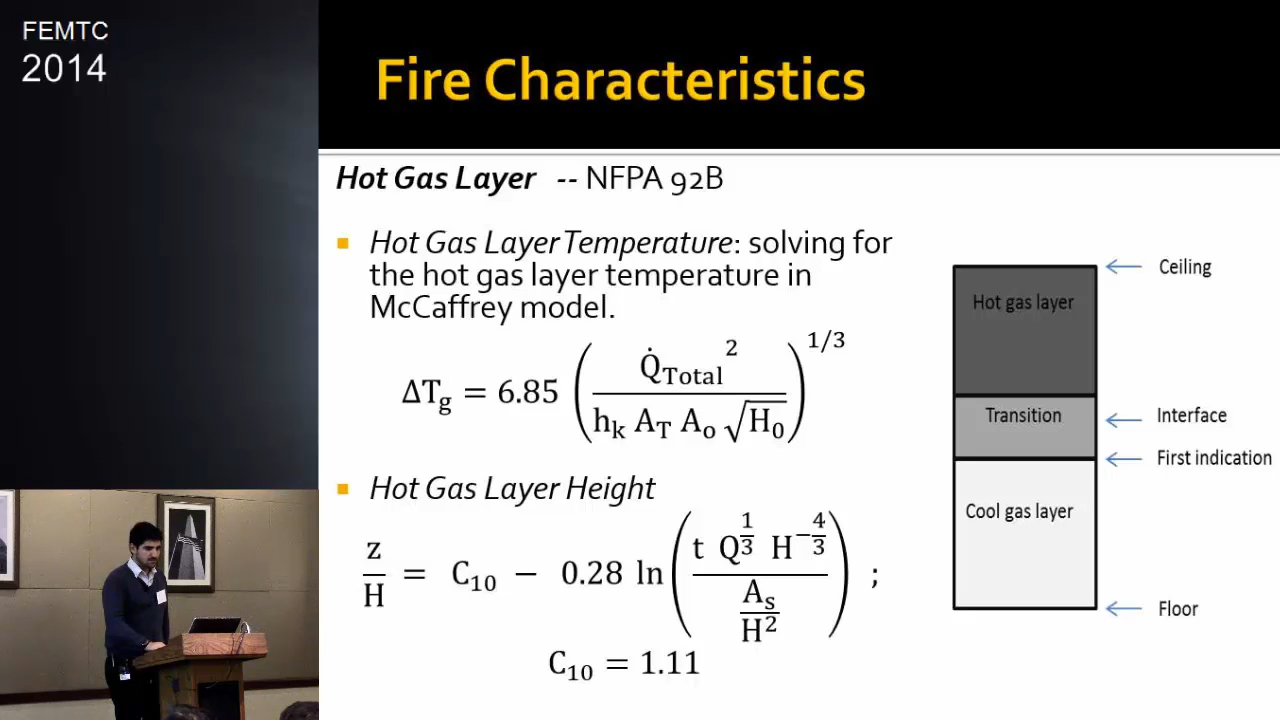 FEMTC
2014
Fire Characteristics
Hot Gas Layer -- NFPA 92B
Hot Gas Layer Temperature: solving for
the hot gas layer temperature in
McCaffrey model.
ΔT_g = 6.85 (Q̇_Total² / (h_k A_T A_o √H_0))^(1/3)
Hot Gas Layer Height
z/H = C_10 − 0.28 ln((t Q^(1/3) H^(−4/3)) / (A_s/H²)) ;
C_10 = 1.11
Hot gas layer
Transition
Cool gas layer
Ceiling
Interface
First indication
Floor